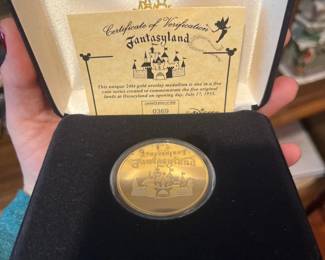 Certificate of Verification
Fantasyland
This unique 24kt gold overlay medallion is one in a five
coin series created to commemorate the five original
lands at Disneyland on opening day, July 17, 1955.
0369
Fantasyland